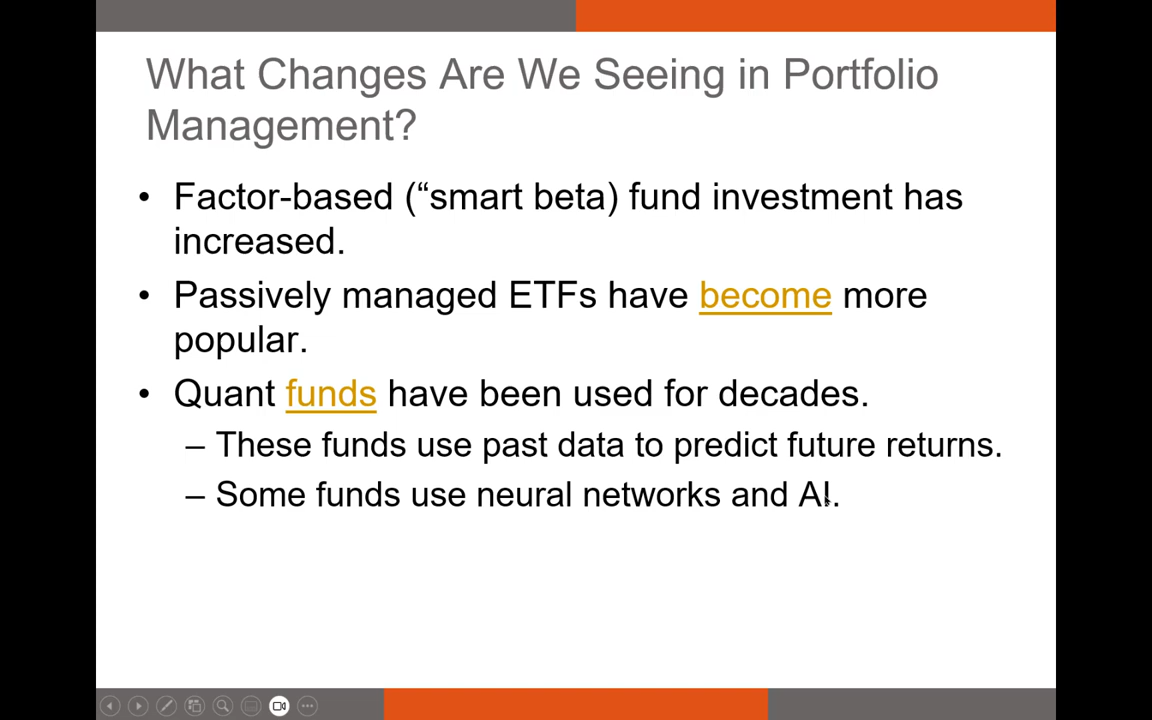 What Changes Are We Seeing in Portfolio
Management?
• Factor-based (“smart beta) fund investment has
increased.
• Passively managed ETFs have become more
popular.
• Quant funds have been used for decades.
– These funds use past data to predict future returns.
– Some funds use neural networks and AI.